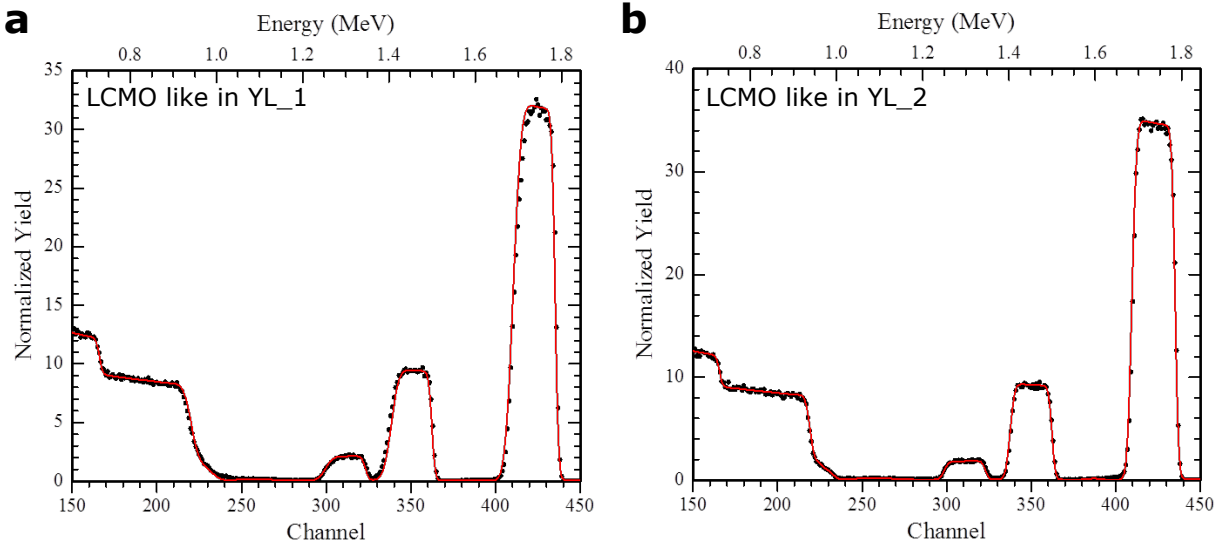 a
Energy (MeV)
0.8 1.0 1.2 1.4 1.6 1.8
LCMO like in YL_1
Normalized Yield
35
30
25
20
15
10
5
0
150 200 250 300 350 400 450
Channel
b
Energy (MeV)
0.8 1.0 1.2 1.4 1.6 1.8
LCMO like in YL_2
Normalized Yield
40
30
20
10
0
150 200 250 300 350 400 450
Channel